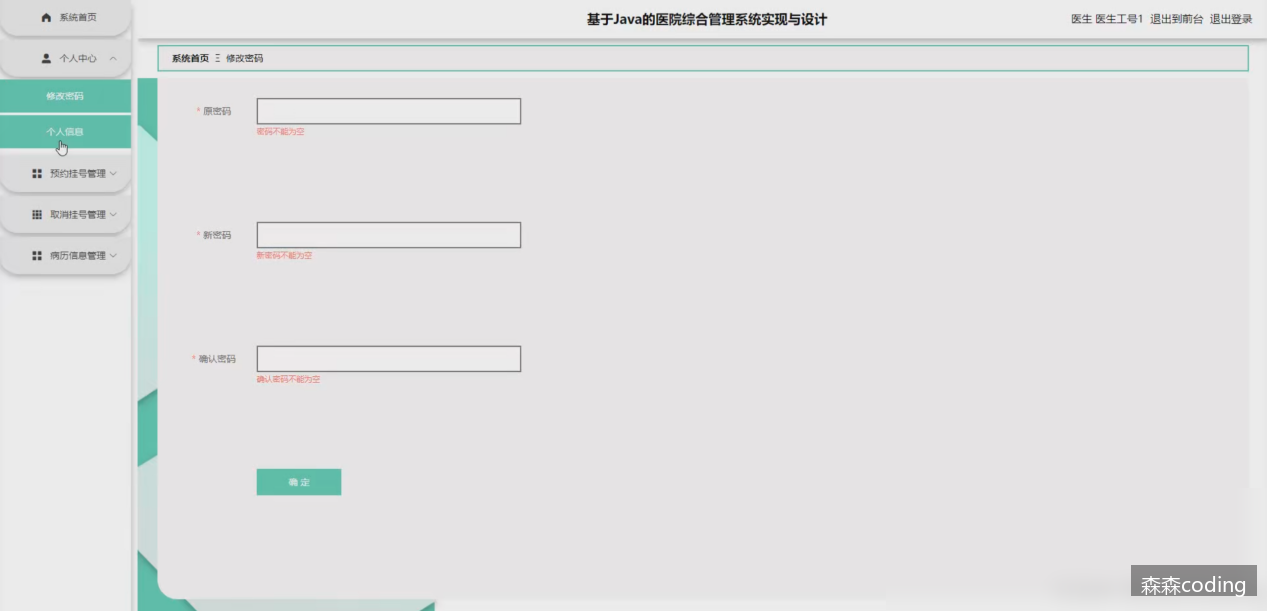 系统首页
基于Java的医院综合管理系统实现与设计
医生 医生工号1 退出到前台 退出登录
个人中心
系统首页 Ξ 修改密码
修改密码
个人信息
预约挂号管理
取消挂号管理
病历信息管理
* 原密码
密码不能为空
* 新密码
新密码不能为空
* 确认密码
确认密码不能为空
确 定
森森coding